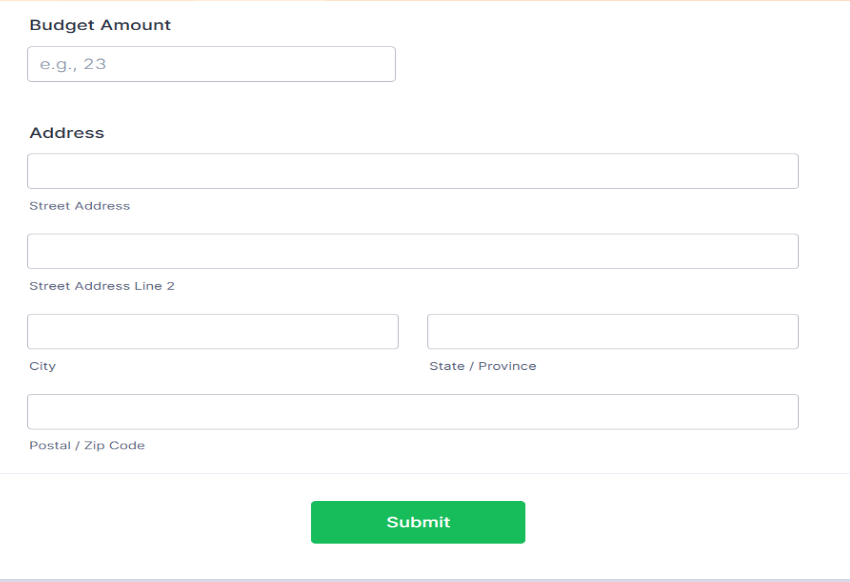 Budget Amount
e.g., 23
Address
Street Address
Street Address Line 2
City State / Province
Postal / Zip Code
Submit